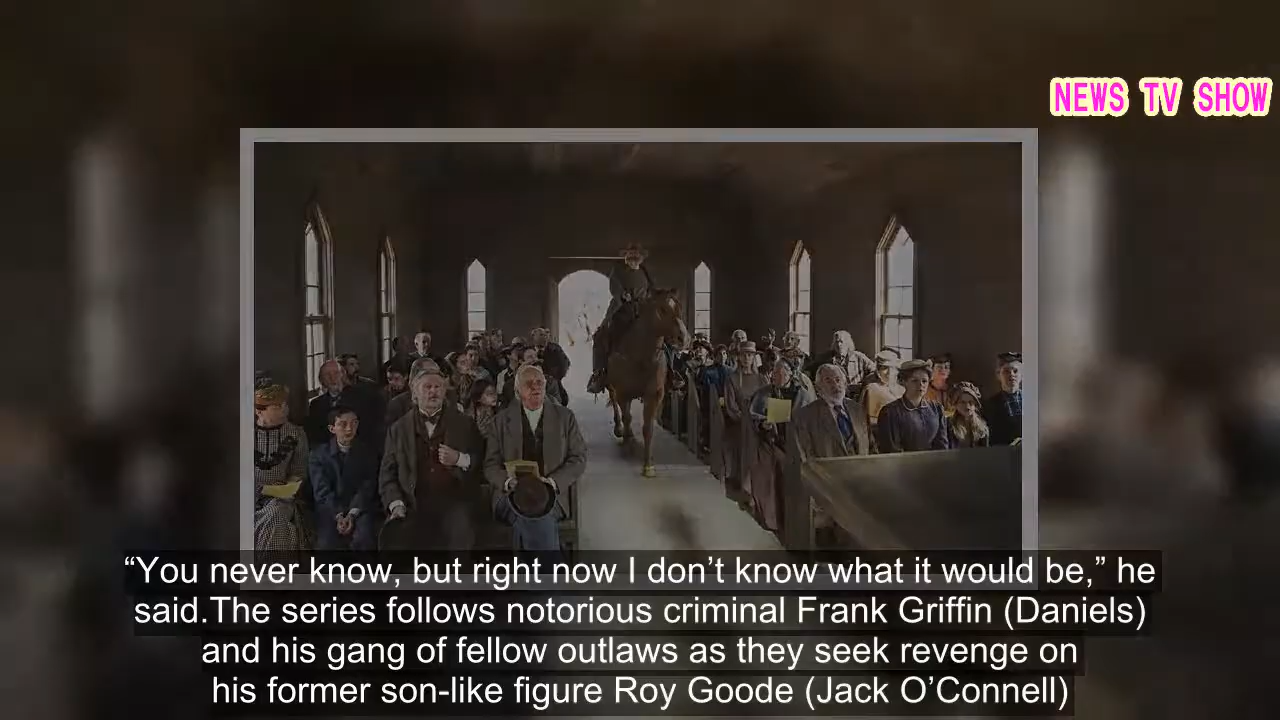 NEWS TV SHOW
“You never know, but right now I don’t know what it would be,” he
said.The series follows notorious criminal Frank Griffin (Daniels)
and his gang of fellow outlaws as they seek revenge on
his former son-like figure Roy Goode (Jack O’Connell)